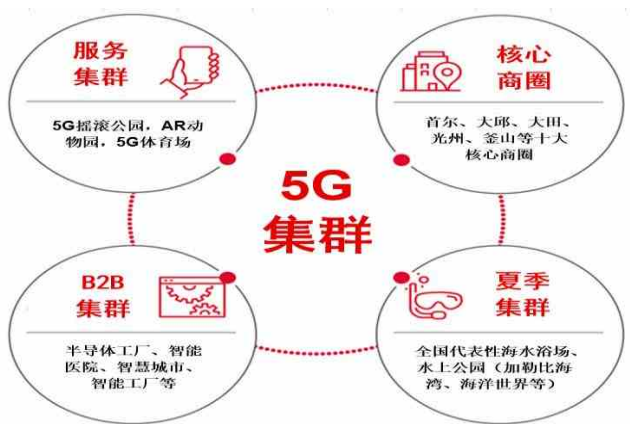 服务
集群
5G摇滚公园，AR动
物园，5G体育场
核心
商圈
首尔、大邱、大田、
光州、釜山等十大
核心商圈
5G
集群
B2B
集群
半导体工厂、智能
医院、智慧城市、
智能工厂等
夏季
集群
全国代表性海水浴场、
水上公园（加勒比海
湾、海洋世界等）